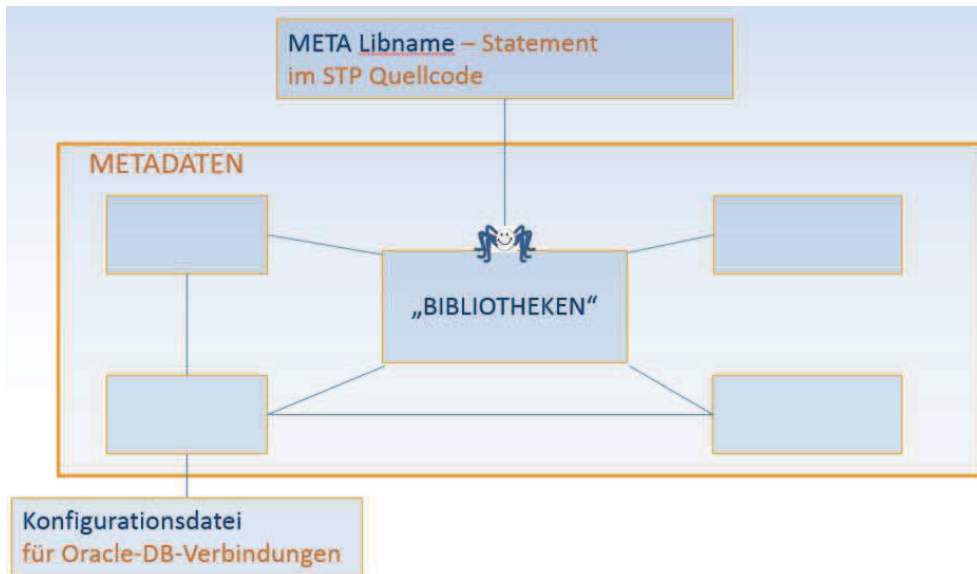 META Libname – Statement
im STP Quellcode
METADATEN
„BIBLIOTHEKEN“
Konfigurationsdatei
für Oracle-DB-Verbindungen